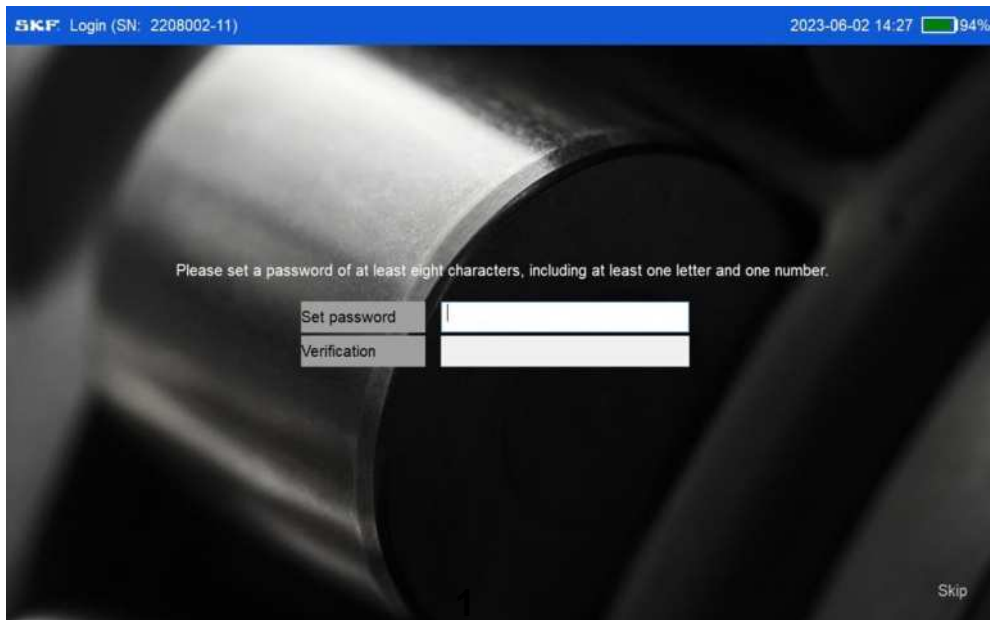 SKF. Login (SN: 2208002-11) 2023-06-02 14:27 94%
Please set a password of at least eight characters, including at least one letter and one number.
Set password
Verification
Skip
1